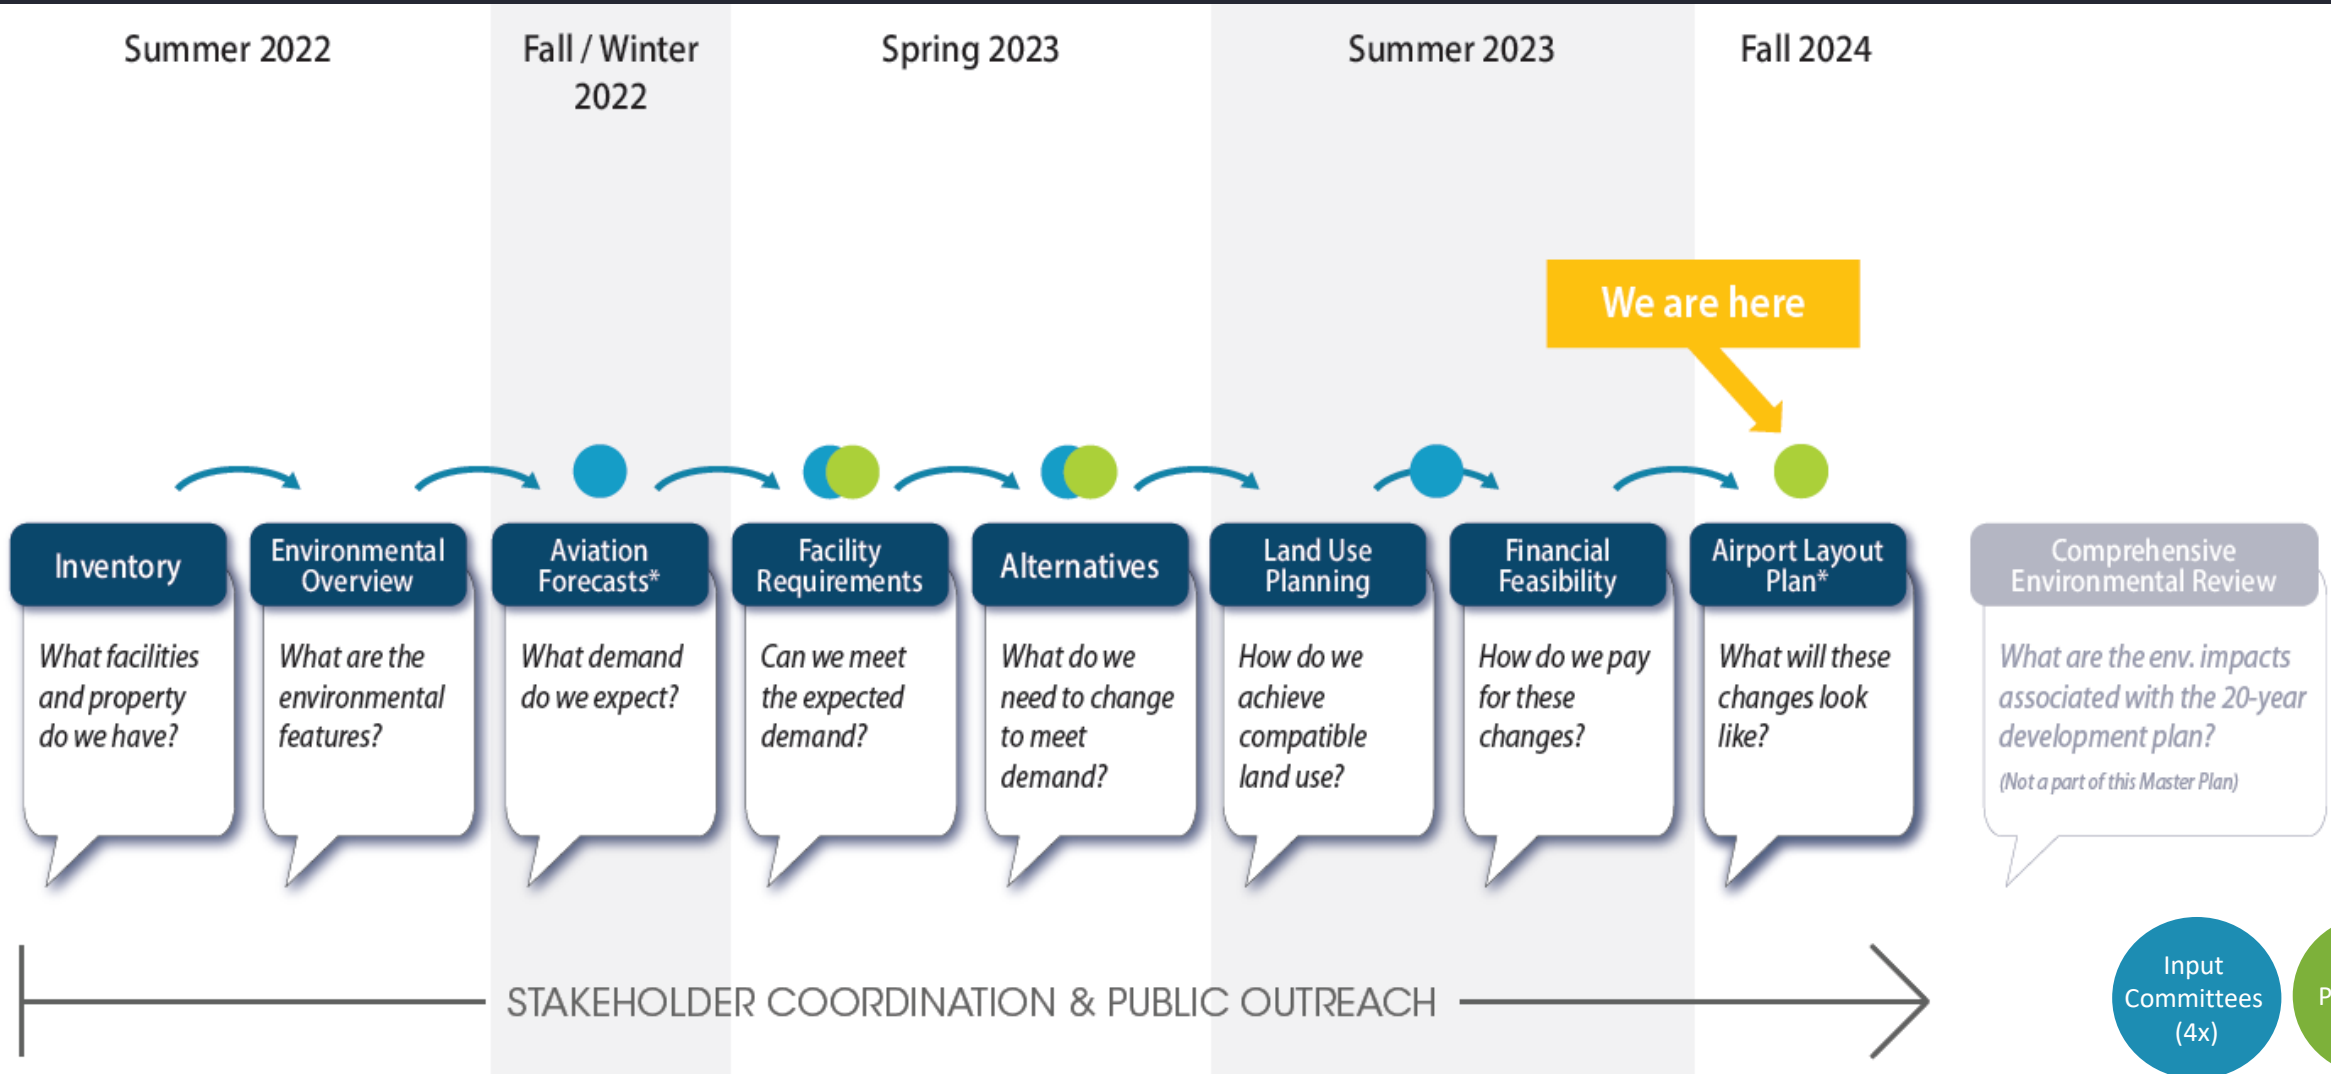 Summer 2022
Fall / Winter
2022
Spring 2023
Summer 2023
Fall 2024
We are here
Inventory
What facilities
and property
do we have?
Environmental
Overview
What are the
environmental
features?
Aviation
Forecasts*
What demand
do we expect?
Facility
Requirements
Can we meet
the expected
demand?
Alternatives
What do we
need to change
to meet
demand?
Land Use
Planning
How do we
achieve
compatible
land use?
Financial
Feasibility
How do we pay
for these
changes?
Airport Layout
Plan*
What will these
changes look
like?
Comprehensive
Environmental Review
What are the env. impacts
associated with the 20-year
development plan?
(Not a part of this Master Plan)
STAKEHOLDER COORDINATION & PUBLIC OUTREACH
Input
Committees
(4x)